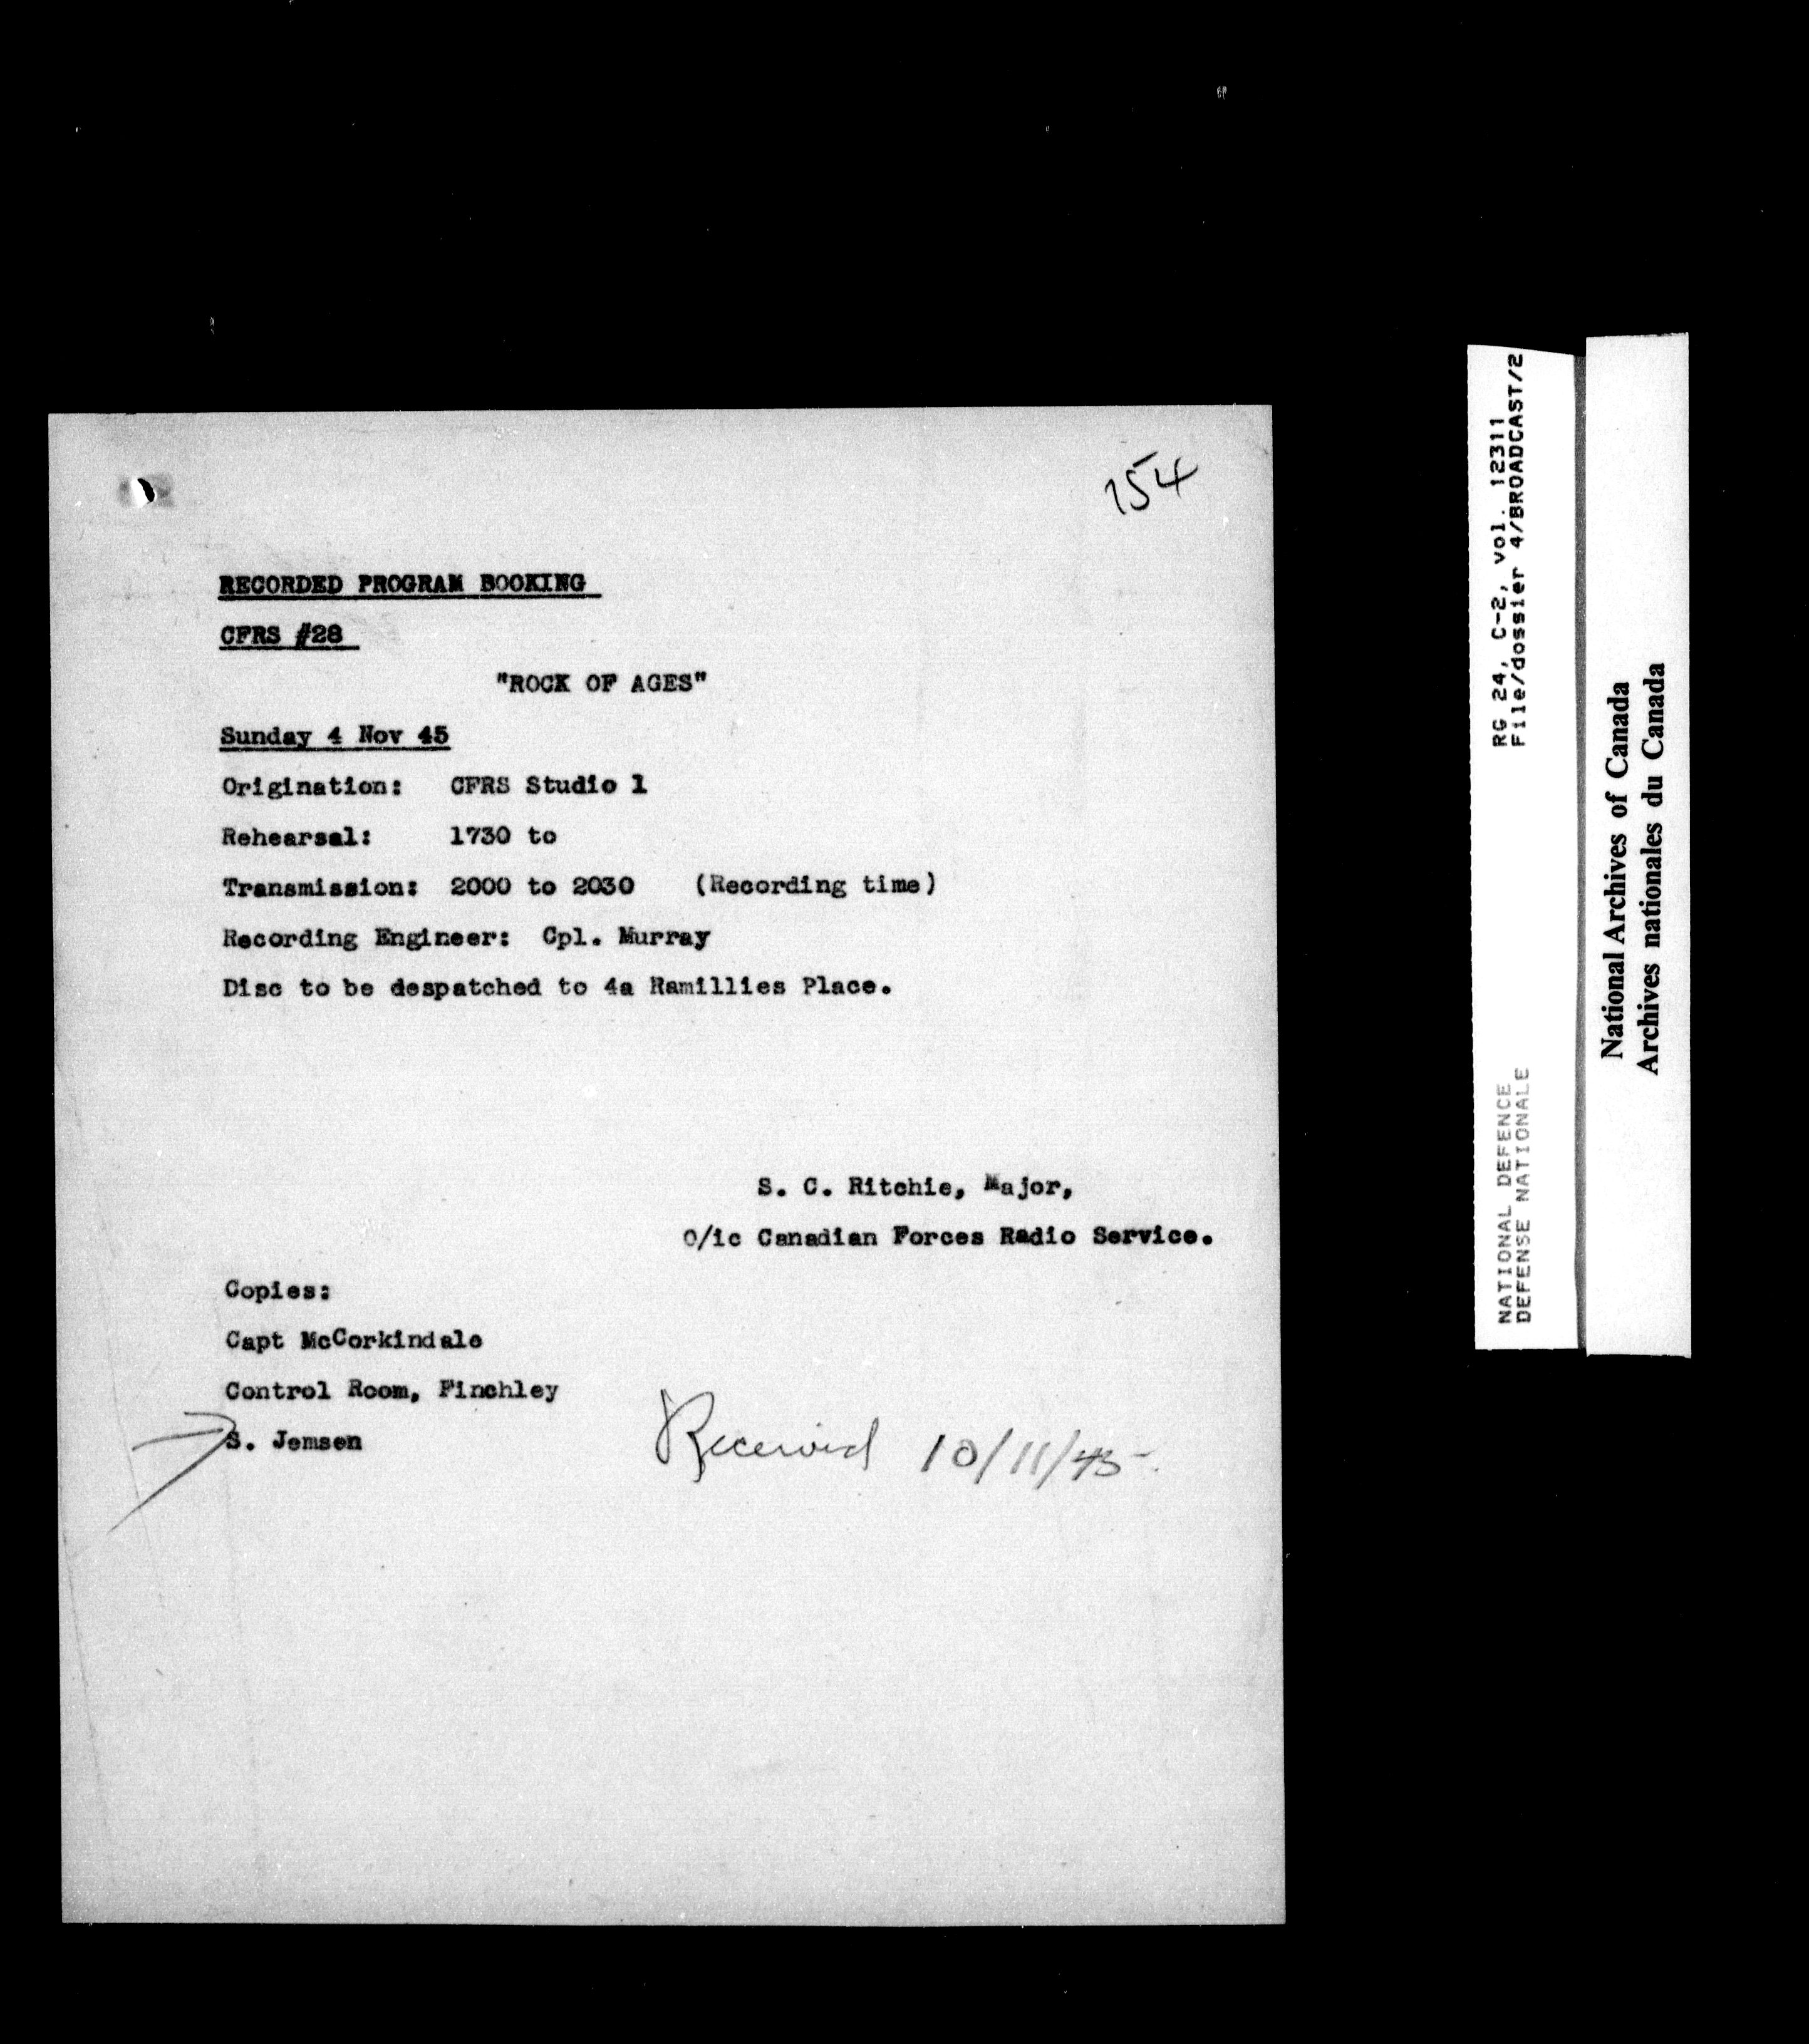 154
RECORDED PROGRAM BOOKING
CFRS #28
"ROCK OF AGES"
Sunday 4 Nov 45
Origination: CFRS Studio 1
Rehearsal: 1730 to
Transmission: 2000 to 2030 (Recording time)
Recording Engineer: Cpl. Murray
Disc to be despatched to 4a Ramillies Place.
S. C. Ritchie, Major,
O/ic Canadian Forces Radio Service.
Copies:
Capt McCorkindale
Control Room, Finchley
S. Jemsen
Received 10/11/45
RG 24, C-2, vol. 12311
File/dossier 4/BROADCAST/2
NATIONAL DEFENCE
DEFENSE NATIONALE
National Archives of Canada
Archives nationales du Canada